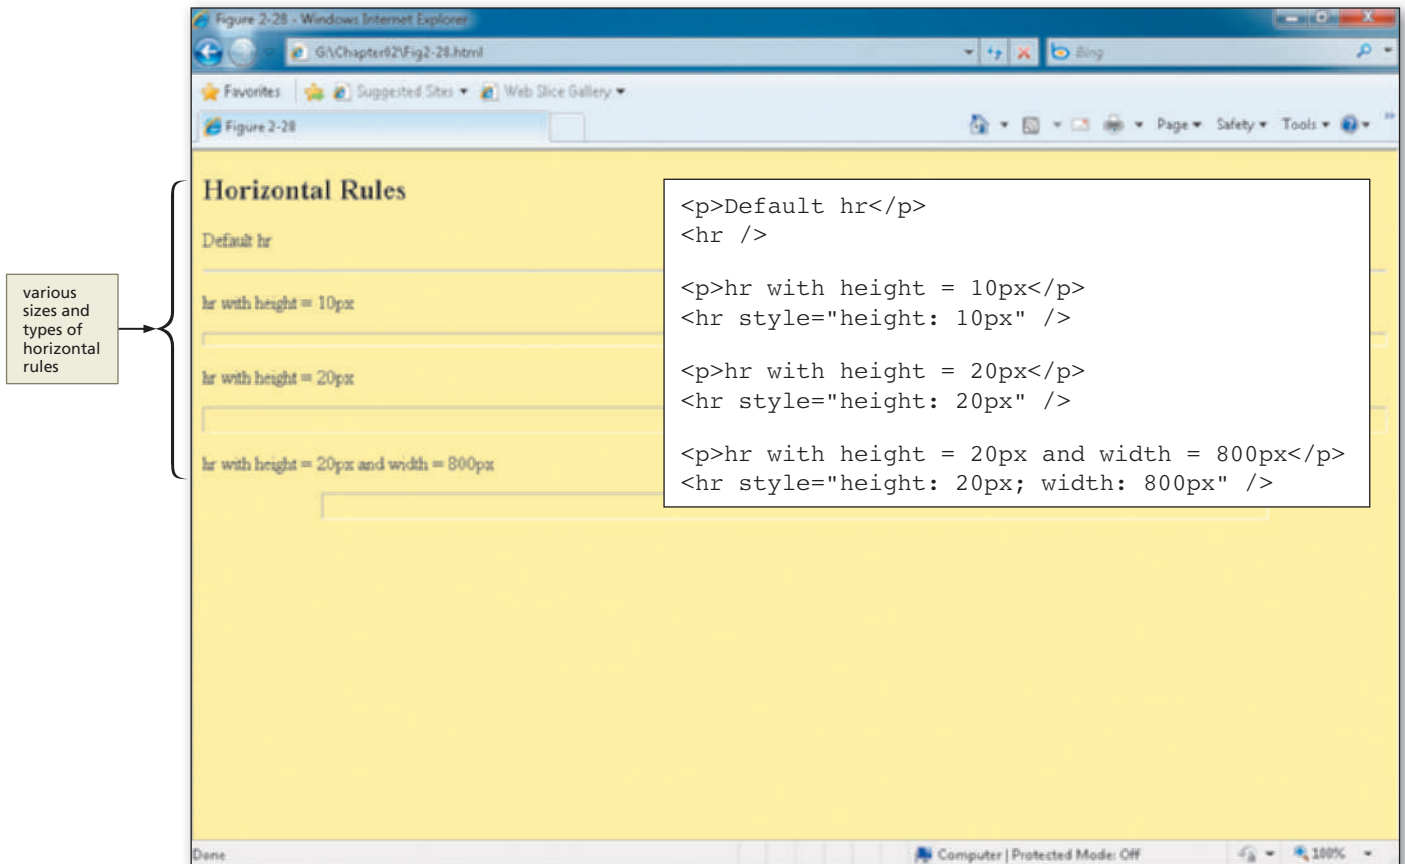 Figure 2-28 - Windows Internet Explorer
G:\Chapter02\Fig2-28.html
Bing
Favorites
Suggested Sites
Web Slice Gallery
Figure 2-28
Page
Safety
Tools
Horizontal Rules
Default hr
hr with height = 10px
hr with height = 20px
hr with height = 20px and width = 800px
<p>Default hr</p>
<hr />
<p>hr with height = 10px</p>
<hr style="height: 10px" />
<p>hr with height = 20px</p>
<hr style="height: 20px" />
<p>hr with height = 20px and width = 800px</p>
<hr style="height: 20px; width: 800px" />
various
sizes and
types of
horizontal
rules
Done
Computer | Protected Mode: Off
100%